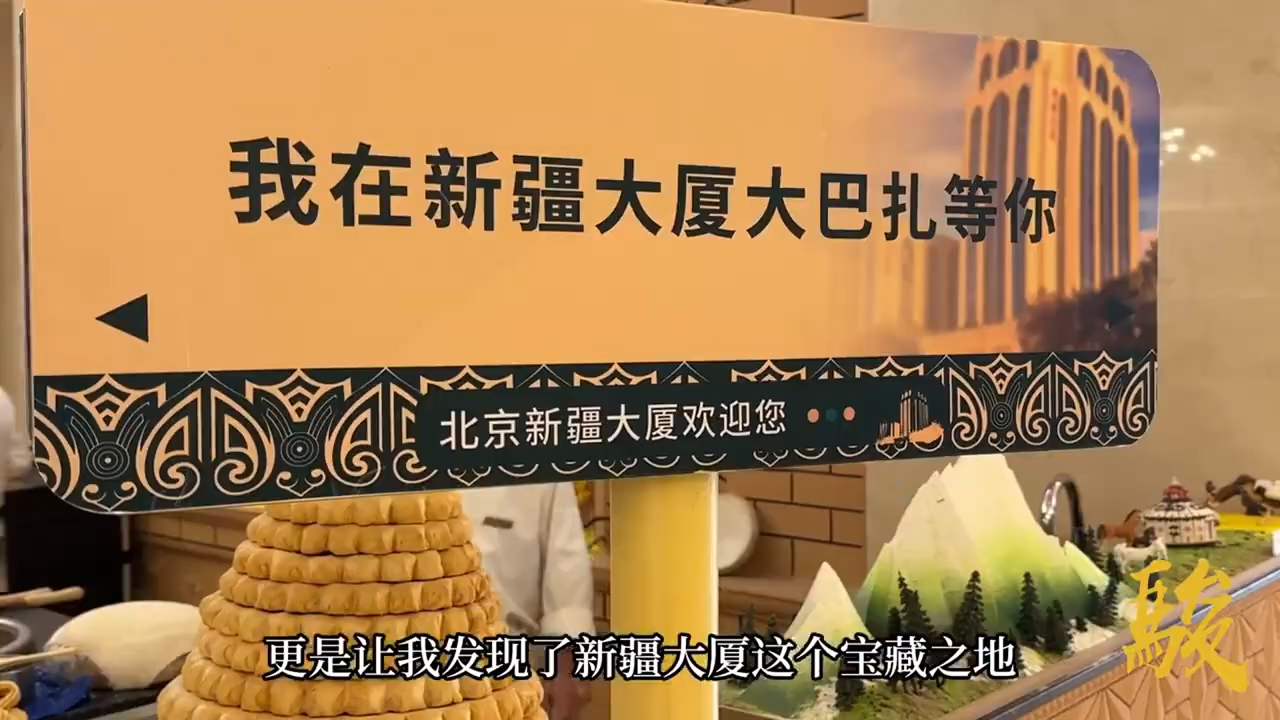 我在新疆大厦大巴扎等你
北京新疆大厦欢迎您
更是让我发现了新疆大厦这个宝藏之地
駿